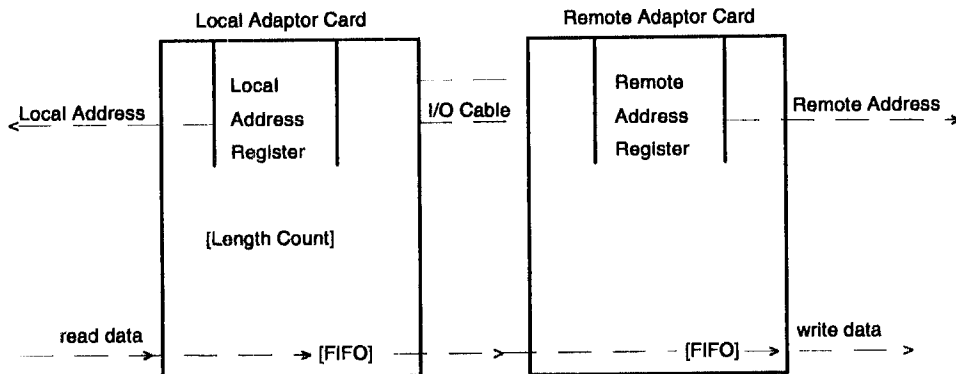 Local Adaptor Card
Remote Adaptor Card
Local
Address
Register
Remote
Address
Register
Local Address
I/O Cable
Remote Address
[Length Count]
read data
[FIFO]
[FIFO]
write data